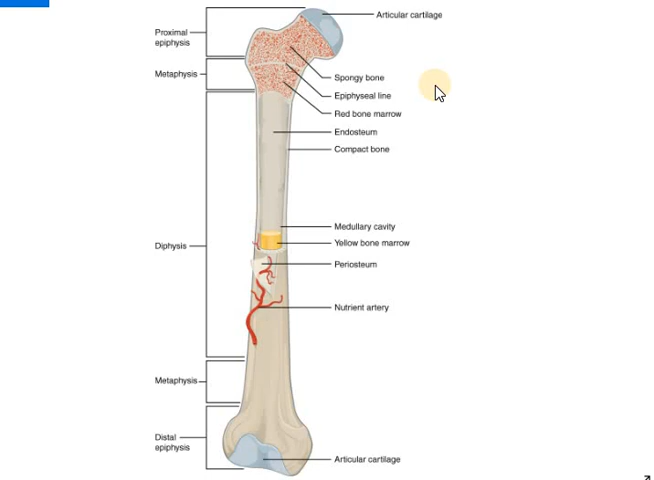 Articular cartilage
Proximal
epiphysis
Metaphysis
Spongy bone
Epiphyseal line
Red bone marrow
Endosteum
Compact bone
Medullary cavity
Yellow bone marrow
Diphysis
Periosteum
Nutrient artery
Metaphysis
Distal
epiphysis
Articular cartilage